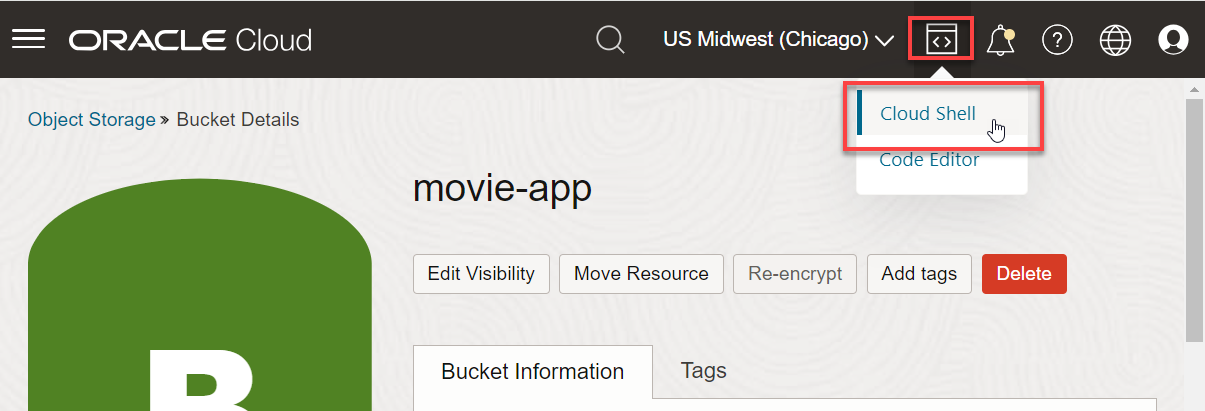 ORACLE Cloud
US Midwest (Chicago)
?
Cloud Shell
Code Editor
Object Storage » Bucket Details
movie-app
Edit Visibility
Move Resource
Re-encrypt
Add tags
Delete
B
Bucket Information
Tags